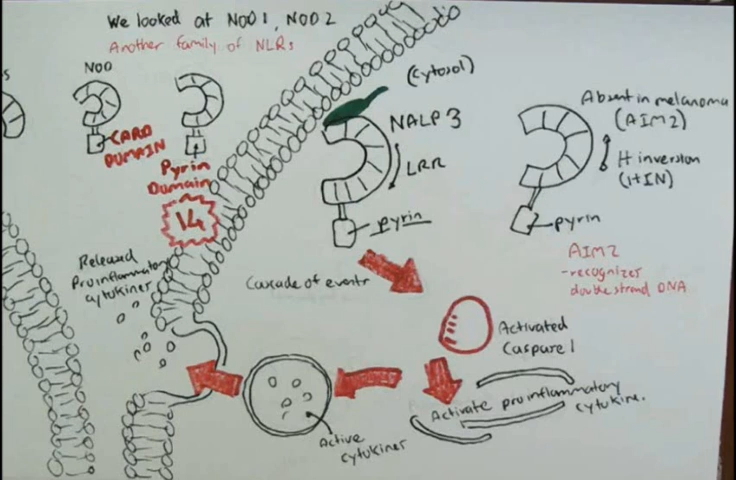 We looked at NOD1, NOD2
Another family of NLRs
s
NOD
CARD
DOMAIN
Pyrin
Domain
14
(cytosol)
NALP3
LRR
pyrin
Absent in melanoma
(AIM2)
H inversion
(HIN)
pyrin
AIM2
-recognizes
double strand DNA
Released
Proinflammatory
cytokines
Cascade of events
Activated
Caspase1
Activate proinflammatory
cytokine.
Active
cytokines